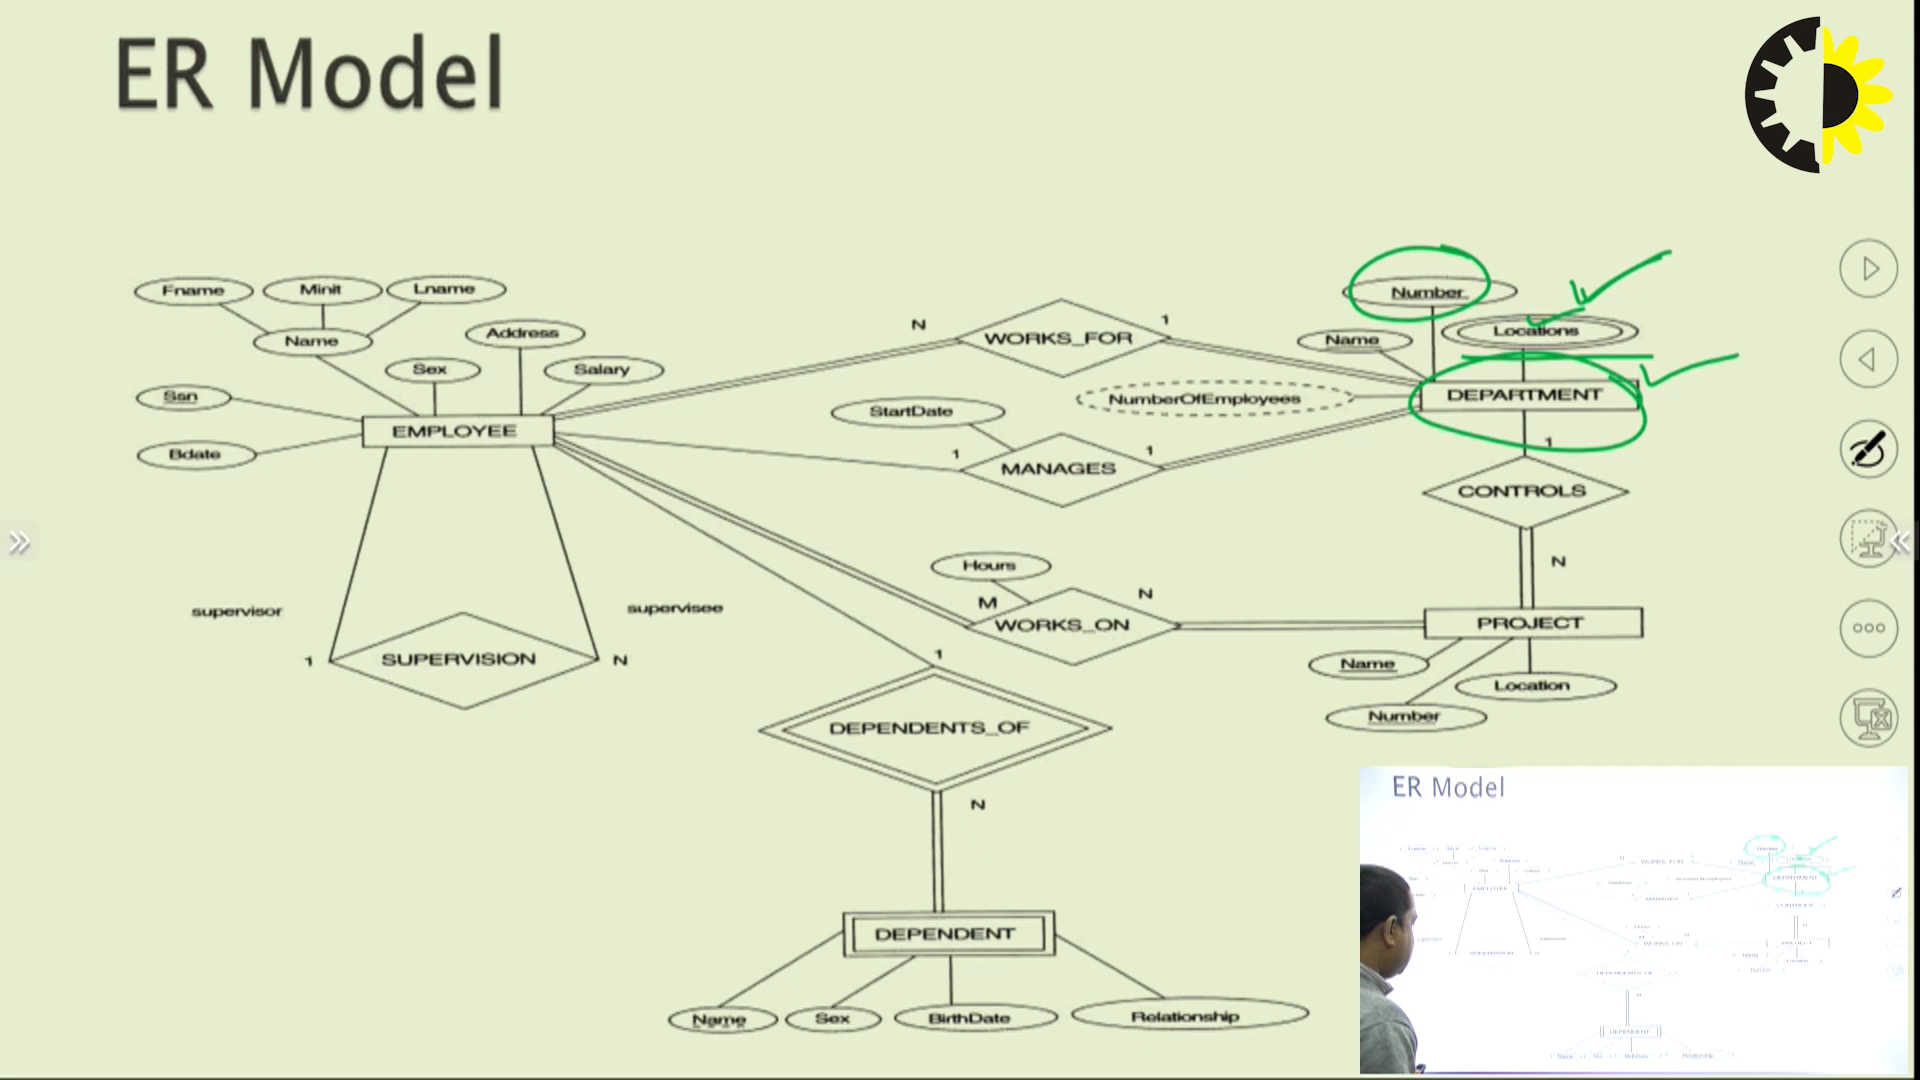 ER Model
Fname Minit Lname
Number
Name Address WORKS_FOR Name Locations
N 1
Sex Salary
Ssn StartDate NumberOfEmployees DEPARTMENT
EMPLOYEE
Bdate 1 MANAGES 1 1
CONTROLS
Hours N
supervisor supervisee M N
WORKS_ON PROJECT
1 SUPERVISION N 1 Name
Location
DEPENDENTS_OF Number
N
DEPENDENT
Name Sex BirthDate Relationship
ER Model